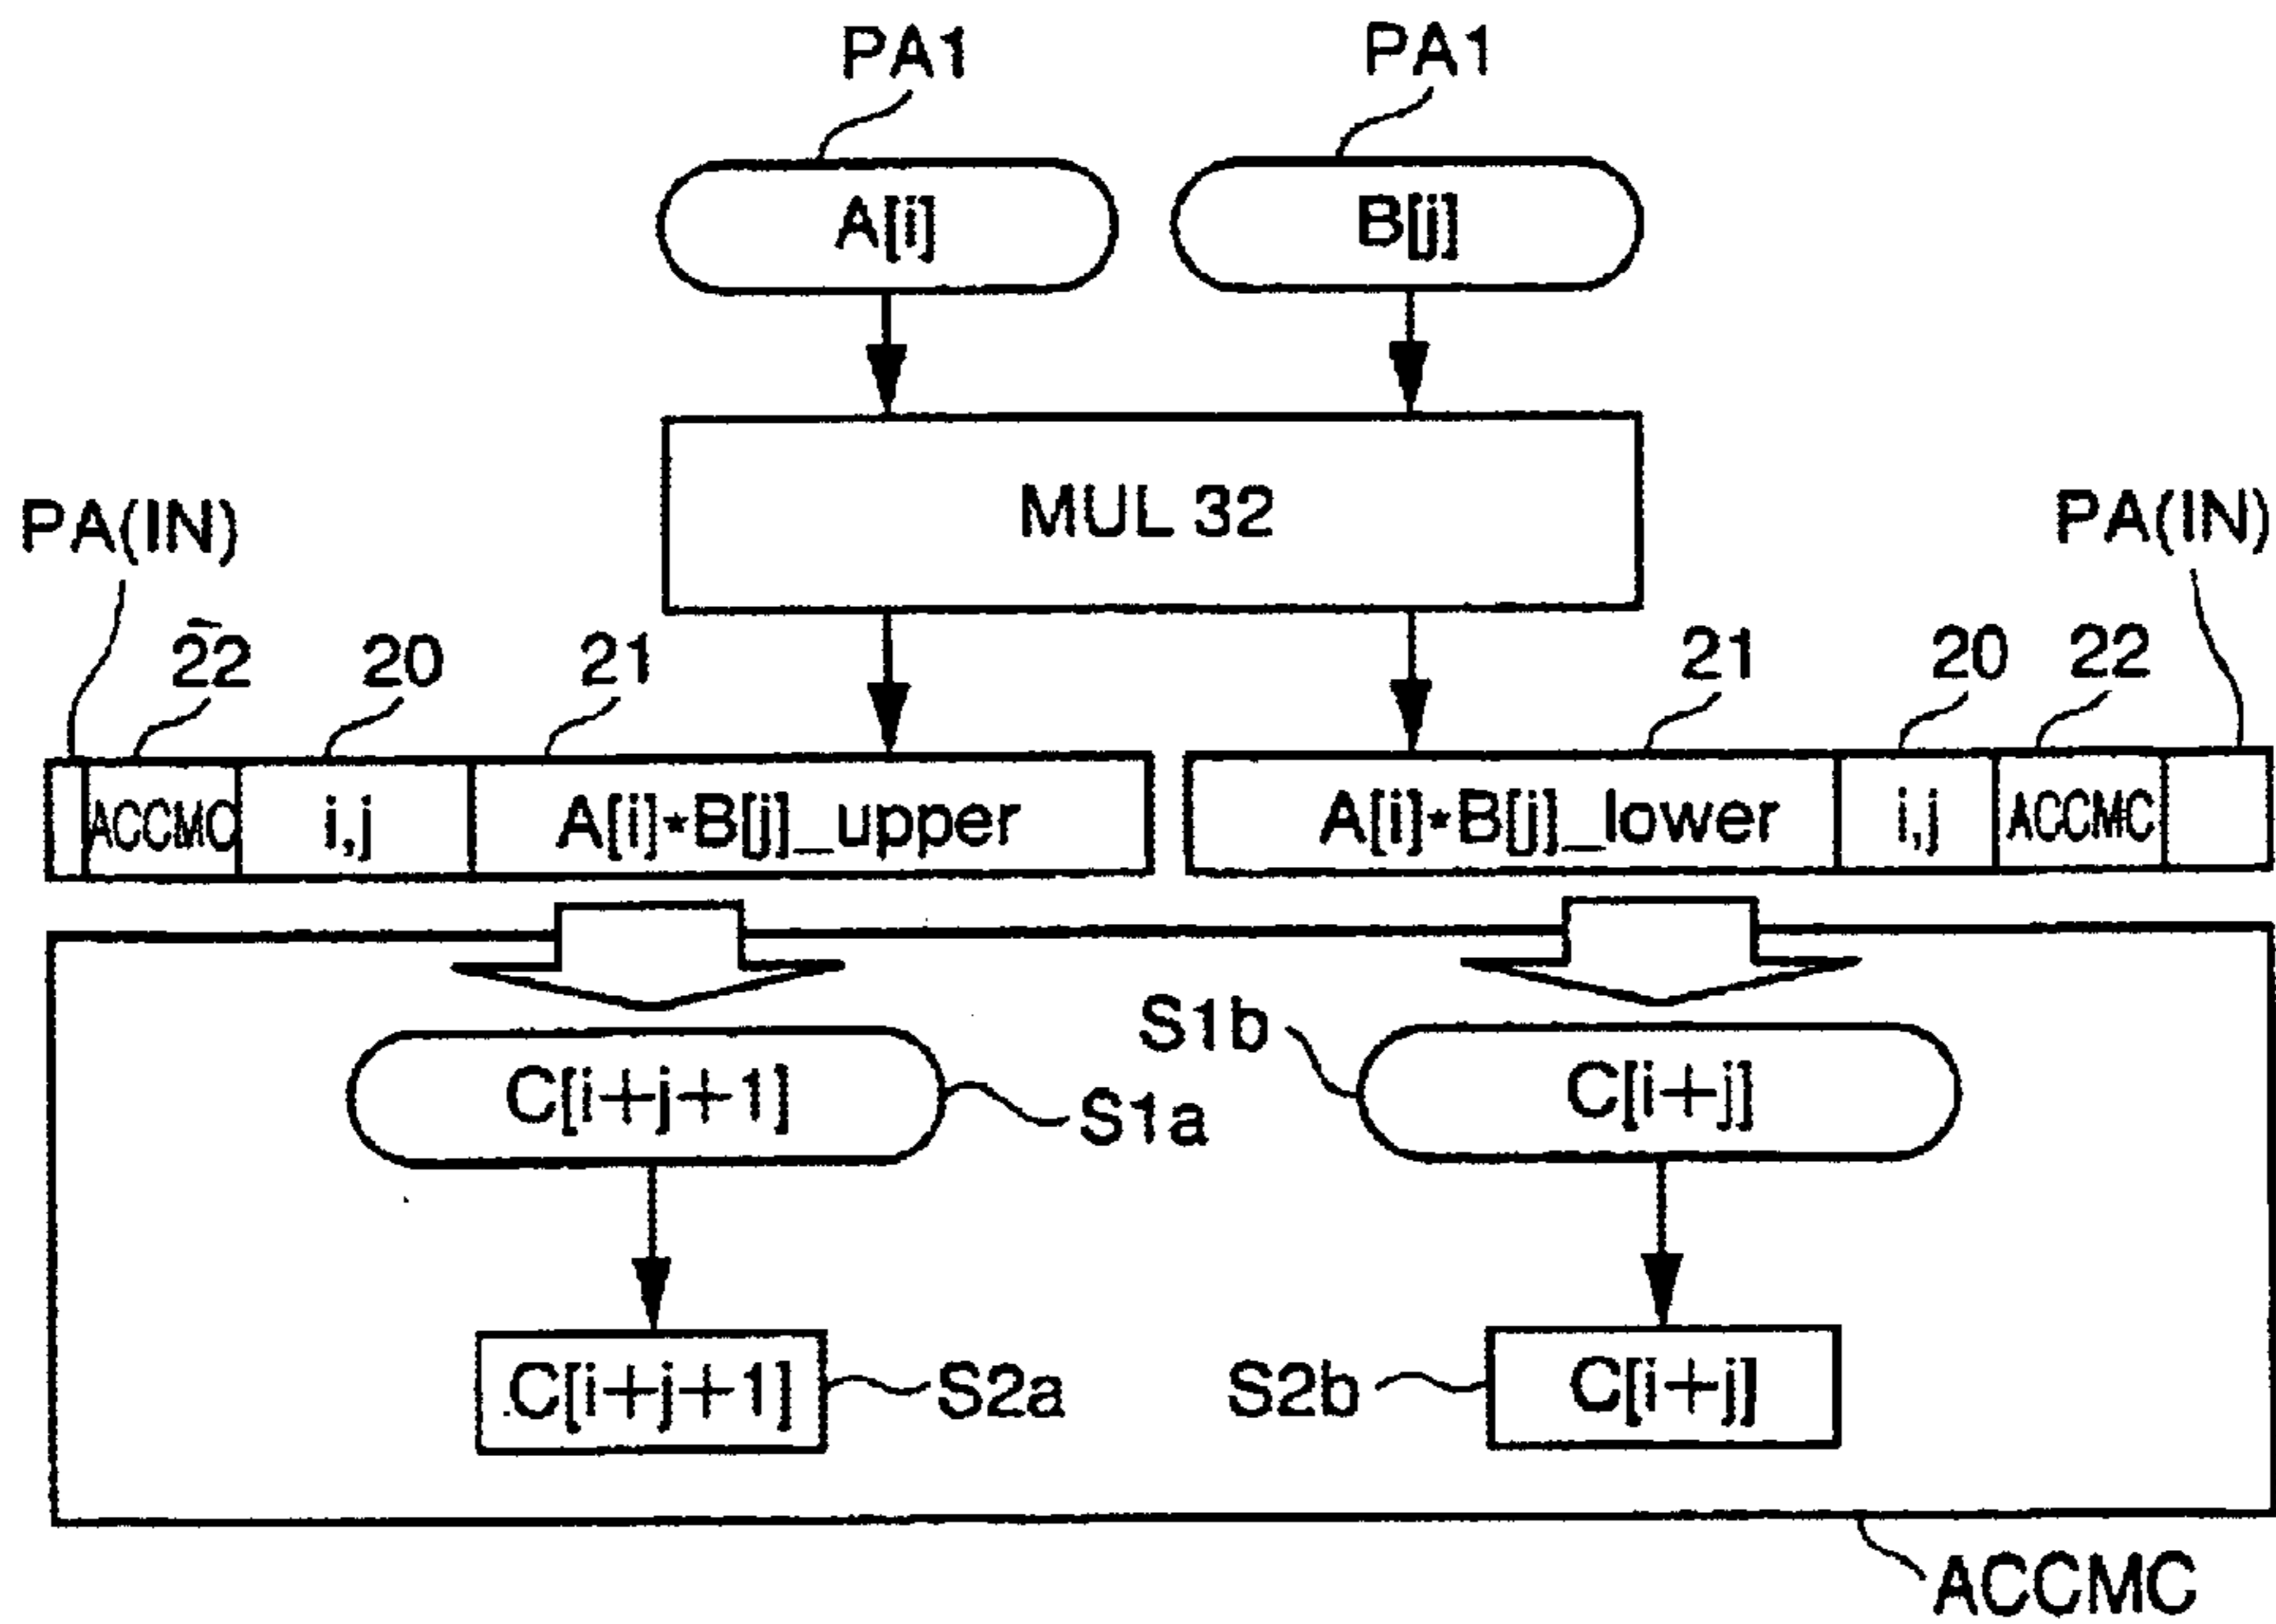 PA1 PA1
A[i] B[j]
MUL 32
PA(IN) PA(IN)
22 20 21 21 20 22
ACCMC i,j A[i]*B[j]_upper A[i]*B[j]_lower i,j ACCMC
S1b
C[i+j+1] C[i+j]
S1a
C[i+j+1] S2a S2b C[i+j]
ACCMC